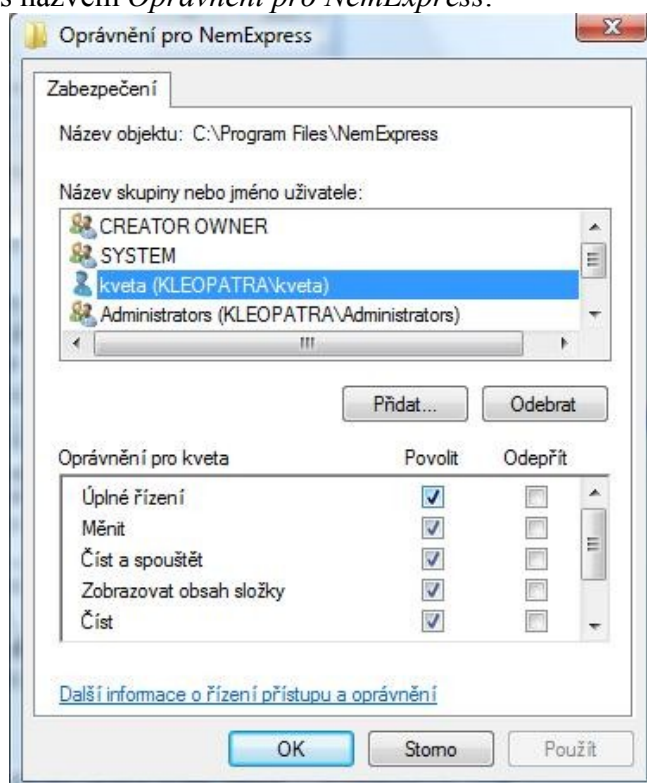 s názvem Oprávnění pro NemExpress.
Oprávnění pro NemExpress
Zabezpečení
Název objektu: C:\Program Files\NemExpress
Název skupiny nebo jméno uživatele:
CREATOR OWNER
SYSTEM
kveta (KLEOPATRA\kveta)
Administrators (KLEOPATRA\Administrators)
Přidat... Odebrat
Oprávnění pro kveta Povolit Odepřít
Úplné řízení
Měnit
Číst a spouštět
Zobrazovat obsah složky
Číst
Další informace o řízení přístupu a oprávnění
OK Storno Použít